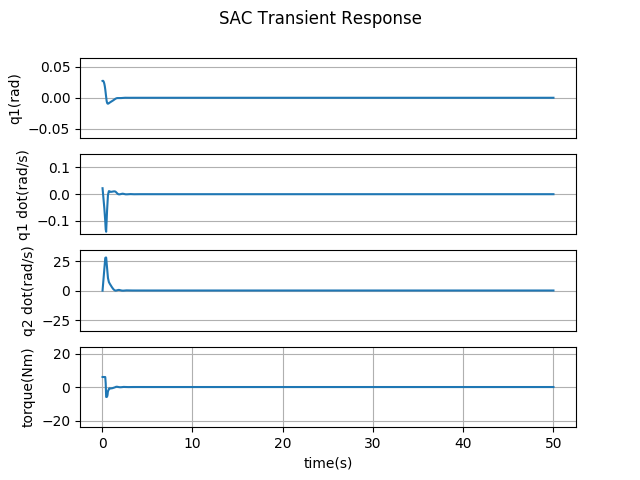 SAC Transient Response
q1(rad)
0.05
0.00
−0.05
q1 dot(rad/s)
0.1
0.0
−0.1
q2 dot(rad/s)
25
0
−25
torque(Nm)
20
0
−20
0 10 20 30 40 50
time(s)